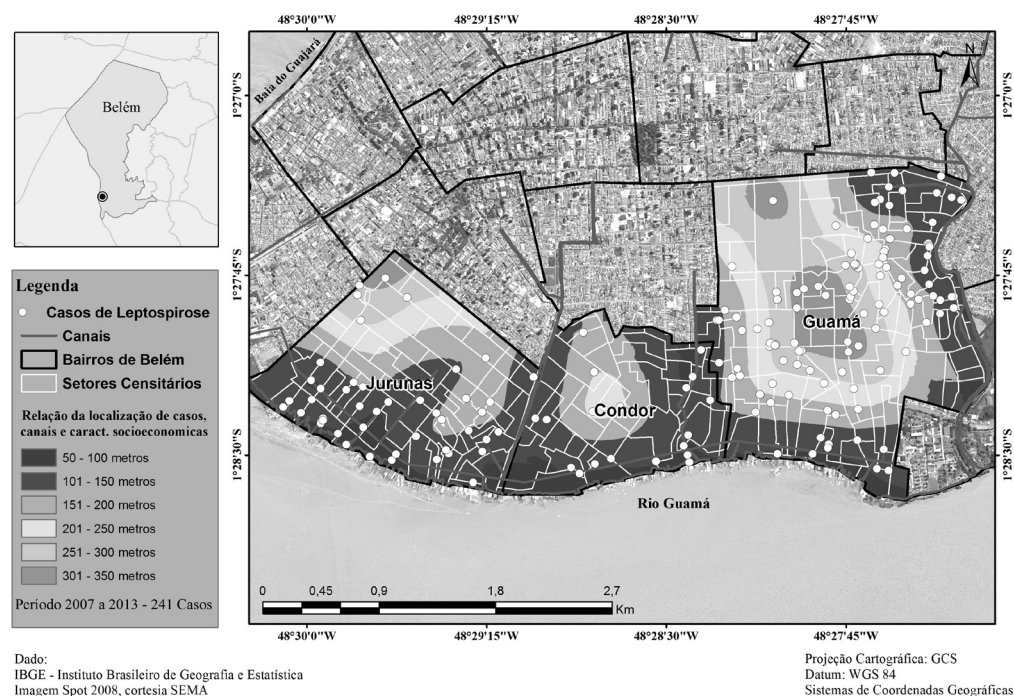 48°30'0"W
48°29'15"W
48°28'30"W
48°27'45"W
Belém
Baía do Guajará
N
1°27'0"S
1°27'0"S
1°27'45"S
1°27'45"S
1°28'30"S
1°28'30"S
Legenda
Casos de Leptospirose
Canais
Bairros de Belém
Setores Censitários
Relação da localização de casos,
canais e caract. socioeconomicas
50 - 100 metros
101 - 150 metros
151 - 200 metros
201 - 250 metros
251 - 300 metros
301 - 350 metros
Periodo 2007 a 2013 - 241 Casos
Guamá
Jurunas
Condor
Rio Guamá
0 0,45 0,9 1,8 2,7
Km
48°30'0"W
48°29'15"W
48°28'30"W
48°27'45"W
Dado:
IBGE - Instituto Brasileiro de Geografia e Estatística
Imagem Spot 2008, cortesia SEMA
Projeção Cartográfica: GCS
Datum: WGS 84
Sistemas de Coordenadas Geográficas